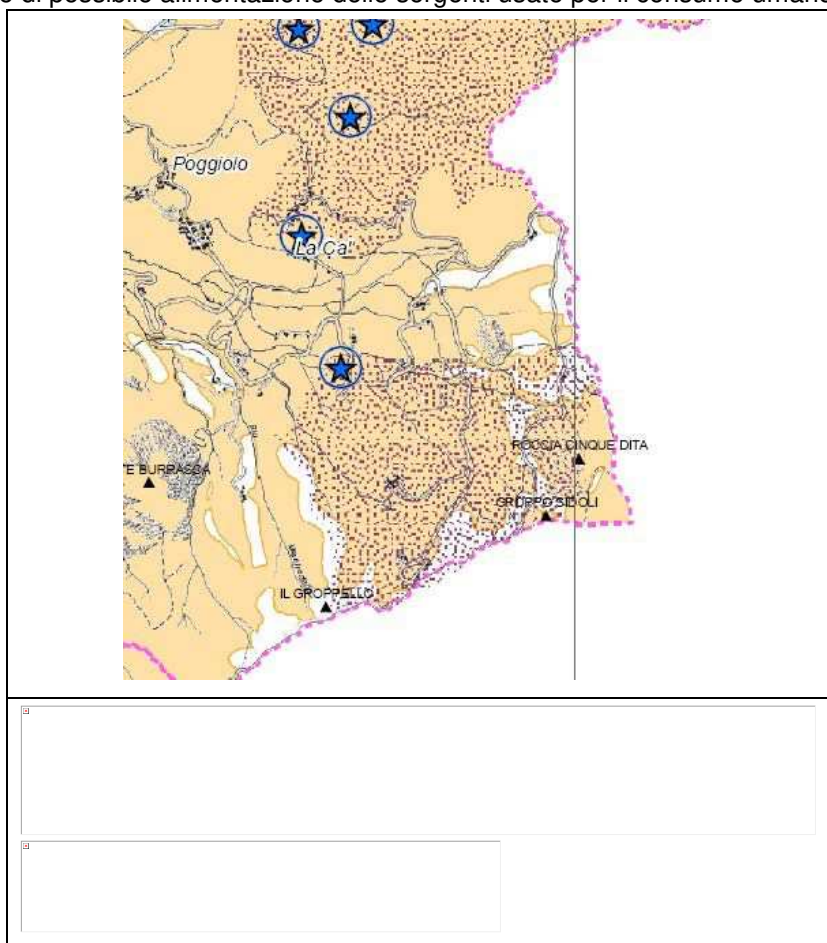 di possibile alimentazione delle sorgenti usate per il consumo umano
Poggiolo
La Ca'
ROCCIA CINQUE DITA
E BURRASCA
GROPPO SIDOLI
IL GROPPELLO